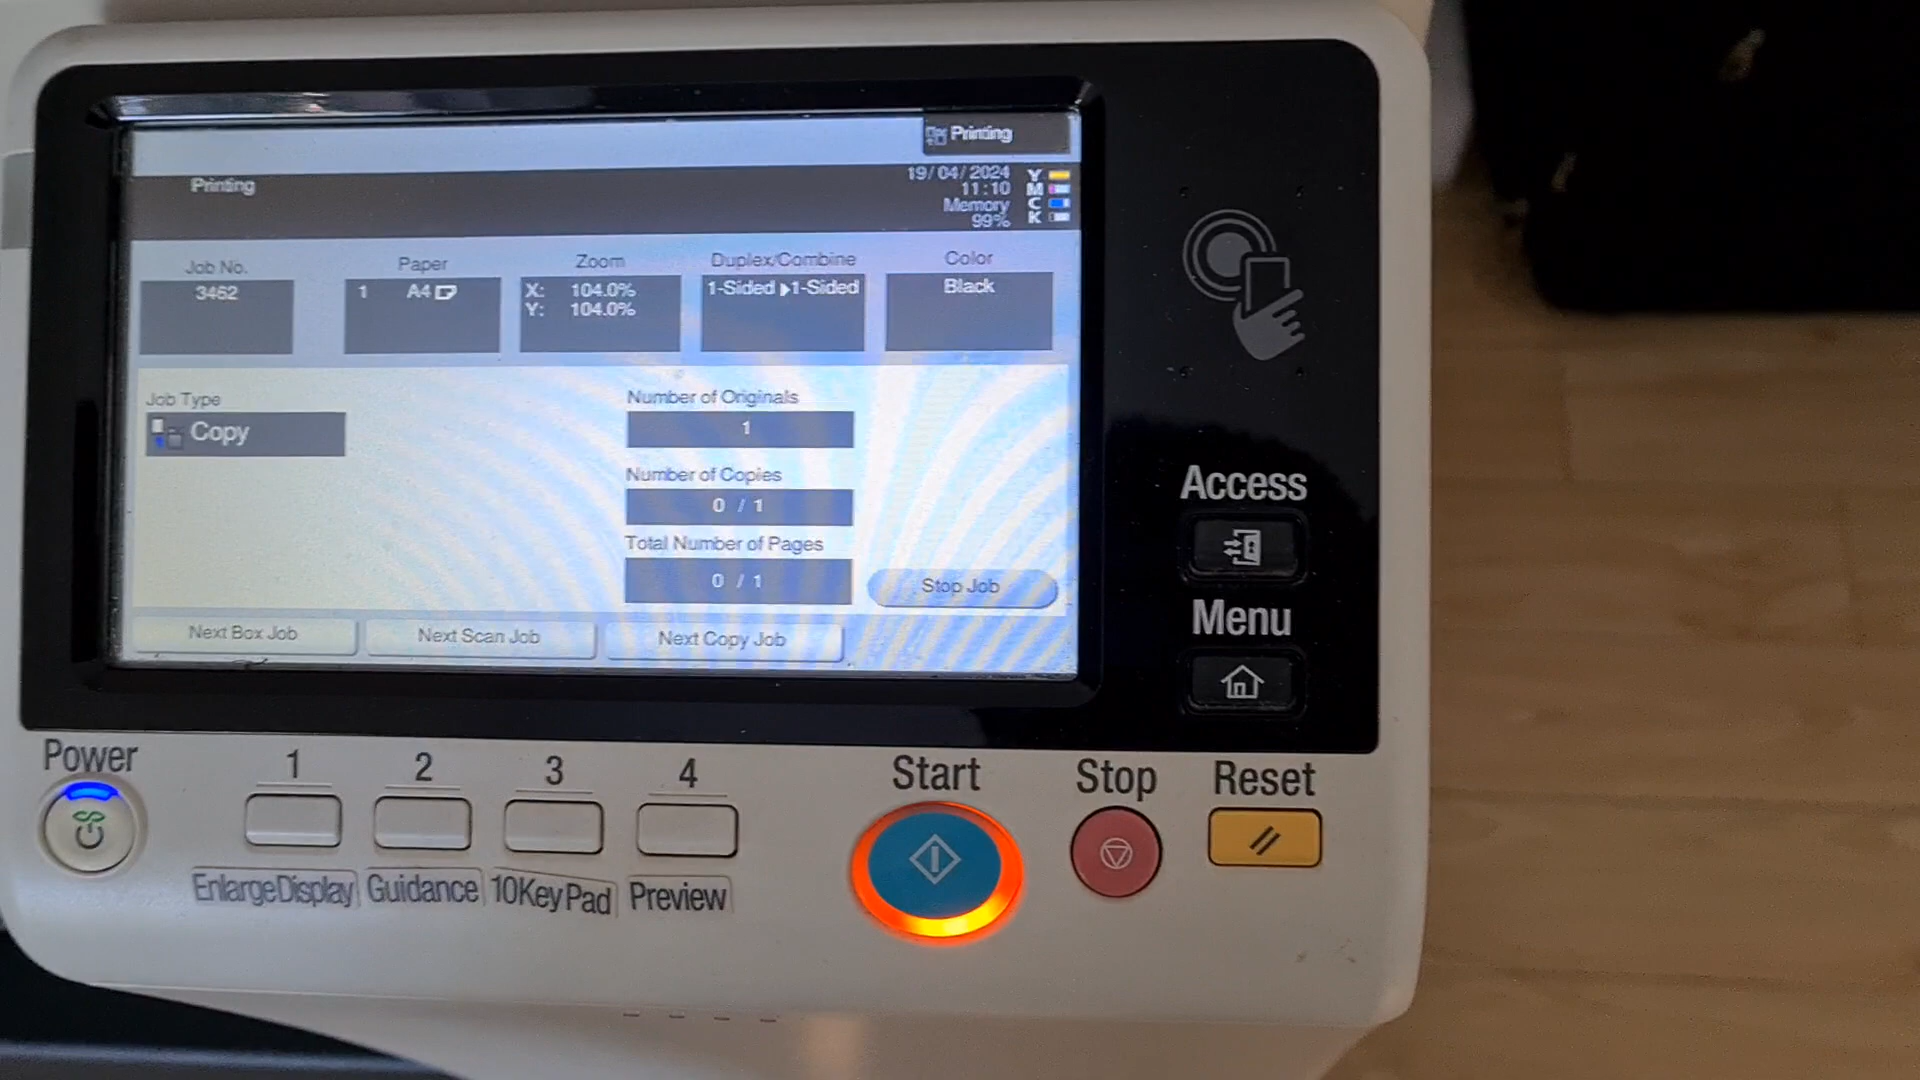 Printing
Printing
19/04/2024
11:10
Memory
99%
Y
M
C
K
Job No.
3462
Paper
1 A4
Zoom
X: 104.0%
Y: 104.0%
Duplex/Combine
1-Sided ▶1-Sided
Color
Black
Job Type
Copy
Number of Originals
1
Number of Copies
0 / 1
Total Number of Pages
0 / 1
Stop Job
Next Box Job
Next Scan Job
Next Copy Job
Access
Menu
Power
1
2
3
4
Start
Stop
Reset
EnlargeDisplay
Guidance
10KeyPad
Preview